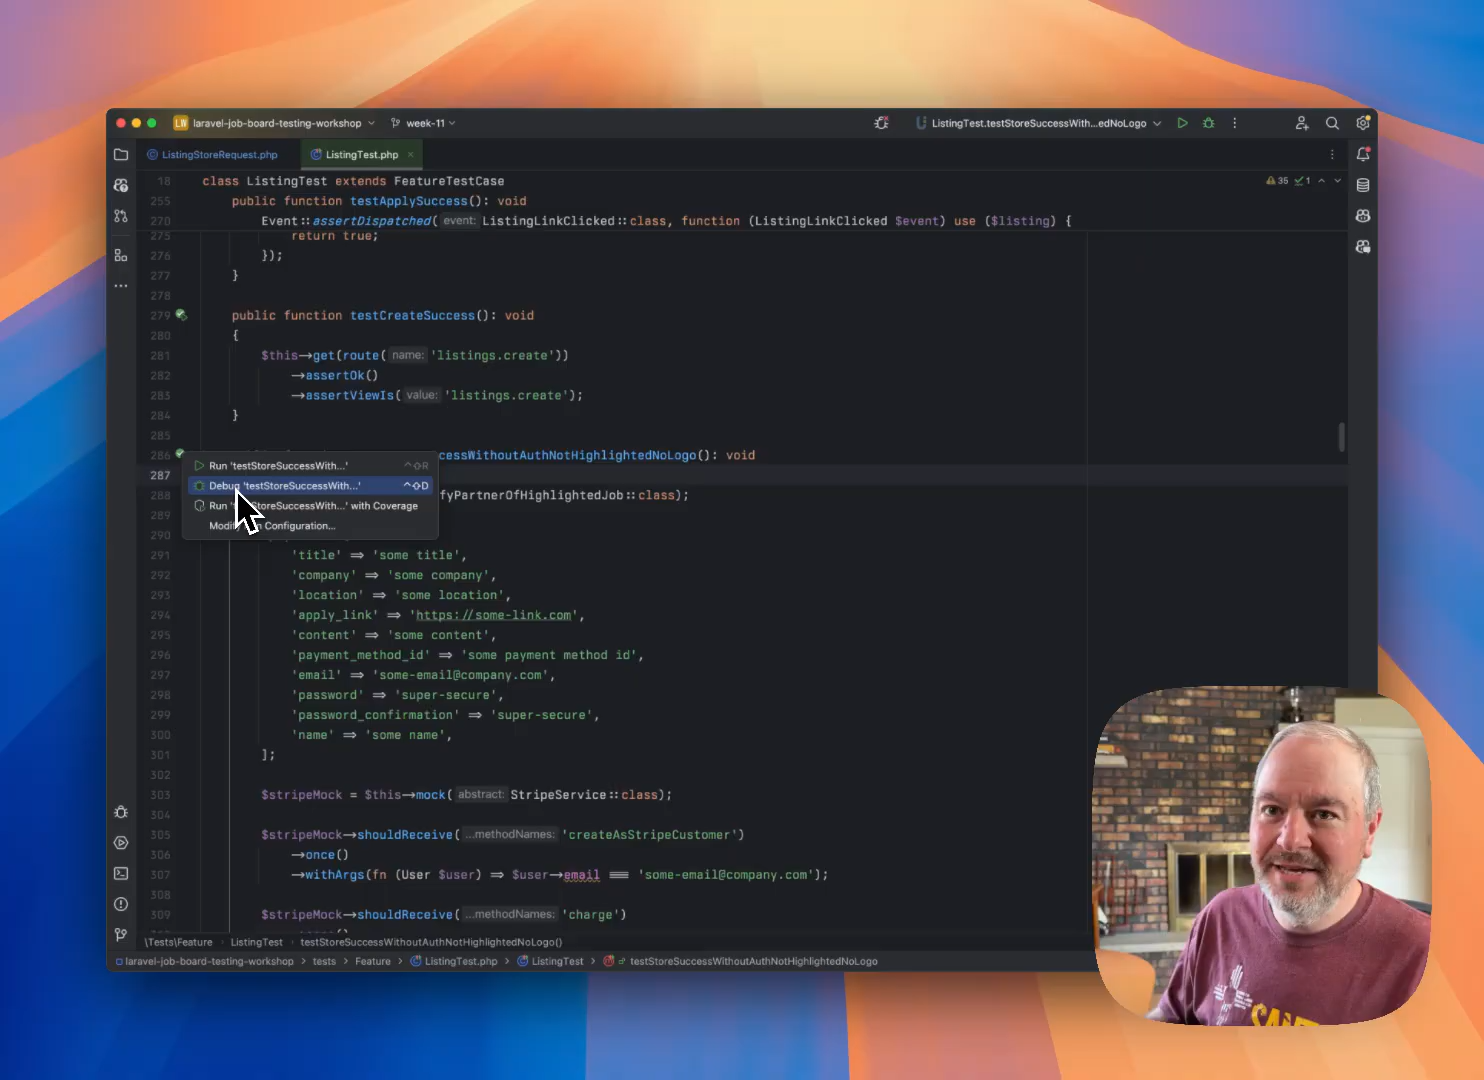 LW laravel-job-board-testing-workshop week-11 ListingTest.testStoreSuccessWith...edNoLogo
ListingStoreRequest.php ListingTest.php ×
18 class ListingTest extends FeatureTestCase 35 1
255 public function testApplySuccess(): void
270 Event::assertDispatched( event: ListingLinkClicked::class, function (ListingLinkClicked $event) use ($listing) {
275 return true;
276 });
277 }
278
279 public function testCreateSuccess(): void
280 {
281 $this→get(route( name: 'listings.create'))
282 →assertOk()
283 →assertViewIs( value: 'listings.create');
284 }
285
286 cessWithoutAuthNotHighlightedNoLogo(): void
Run 'testStoreSuccessWith...' ^⇧R
287
Debug 'testStoreSuccessWith...' ^⇧D
288 fyPartnerOfHighlightedJob::class);
Run 'toreSuccessWith...' with Coverage
289
Modify Configuration...
290
291 'title' ⇒ 'some title',
292 'company' ⇒ 'some company',
293 'location' ⇒ 'some location',
294 'apply_link' ⇒ 'https://some-link.com',
295 'content' ⇒ 'some content',
296 'payment_method_id' ⇒ 'some payment method id',
297 'email' ⇒ 'some-email@company.com',
298 'password' ⇒ 'super-secure',
299 'password_confirmation' ⇒ 'super-secure',
300 'name' ⇒ 'some name',
301 ];
302
303 $stripeMock = $this→mock( abstract: StripeService::class);
304
305 $stripeMock→shouldReceive( ...methodNames: 'createAsStripeCustomer')
306 →once()
307 →withArgs(fn (User $user) ⇒ $user→email === 'some-email@company.com');
308
309 $stripeMock→shouldReceive( ...methodNames: 'charge')
\Tests\Feature › ListingTest › testStoreSuccessWithoutAuthNotHighlightedNoLogo()
laravel-job-board-testing-workshop › tests › Feature › ListingTest.php › ListingTest › testStoreSuccessWithoutAuthNotHighlightedNoLogo